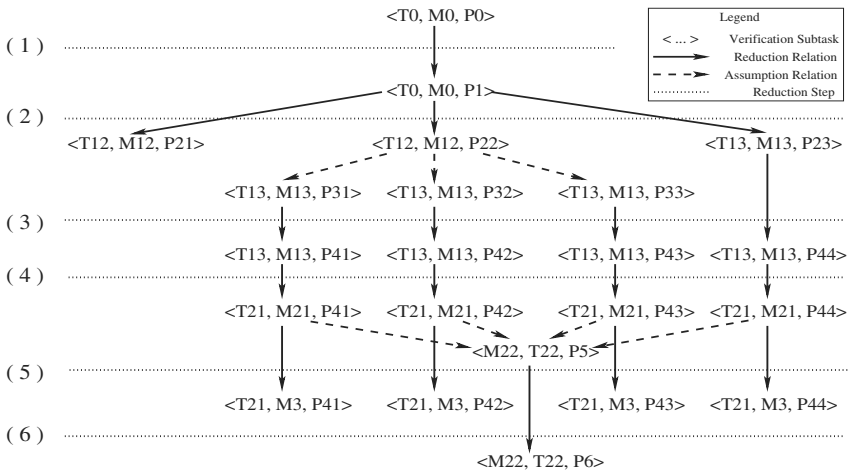 <T0, M0, P0>
Legend
< ... > Verification Subtask
Reduction Relation
Assumption Relation
Reduction Step
( 1 )
<T0, M0, P1>
( 2 )
<T12, M12, P21> <T12, M12, P22> <T13, M13, P23>
<T13, M13, P31> <T13, M13, P32> <T13, M13, P33>
( 3 )
<T13, M13, P41> <T13, M13, P42> <T13, M13, P43> <T13, M13, P44>
( 4 )
<T21, M21, P41> <T21, M21, P42> <T21, M21, P43> <T21, M21, P44>
<M22, T22, P5>
( 5 )
<T21, M3, P41> <T21, M3, P42> <T21, M3, P43> <T21, M3, P44>
( 6 )
<M22, T22, P6>